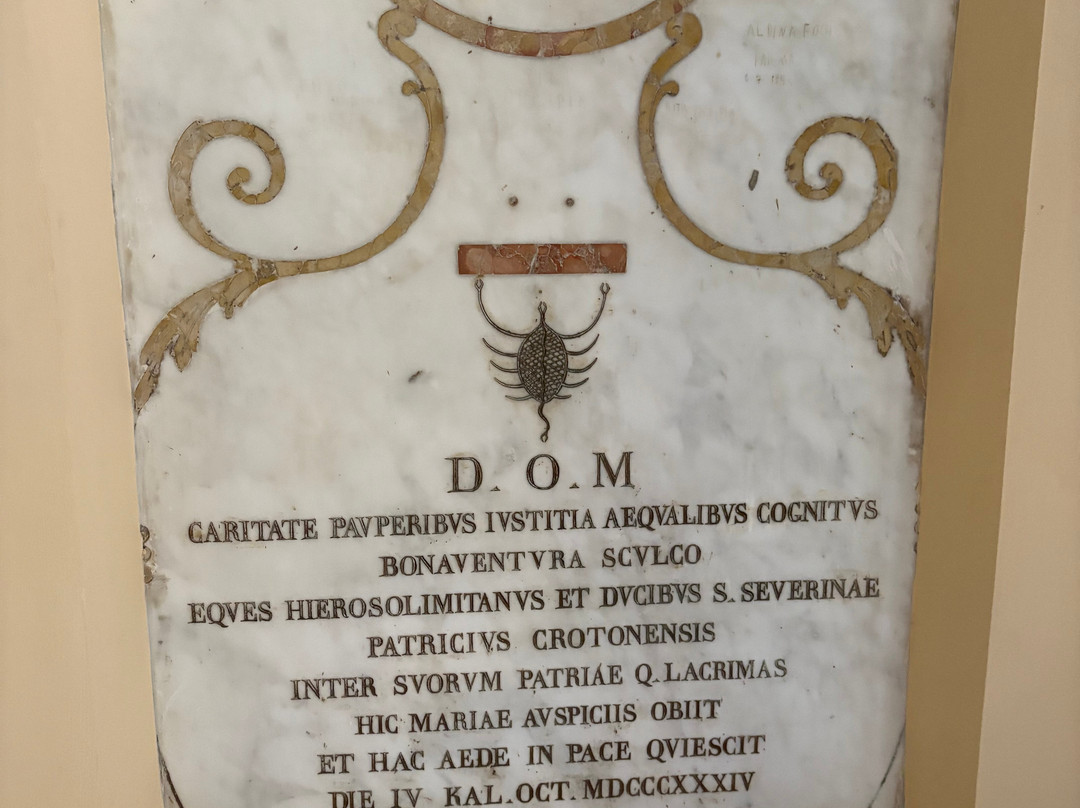 D. O. M
CARITATE PAVPERIBVS IVSTITIA AEQVALIBVS COGNITVS
BONAVENTVRA SCVLCO
EQVES HIEROSOLIMITANVS ET DVCIBVS S. SEVERINAE
PATRICIVS CROTONENSIS
INTER SVORVM PATRIÁE Q. LACRIMAS
HIC MARIAE AVSPICIIS OBIIT
ET HAC AEDE IN PACE QVIESCIT
DIE IV KAL. OCT. MDCCCXXXIV